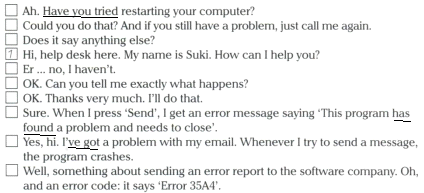 Ah. Have you tried restarting your computer?
Could you do that? And if you still have a problem, just call me again.
Does it say anything else?
1 Hi, help desk here. My name is Suki. How can I help you?
Er ... no, I haven't.
OK. Can you tell me exactly what happens?
OK. Thanks very much. I'll do that.
Sure. When I press 'Send', I get an error message saying 'This program has
found a problem and needs to close'.
Yes, hi. I've got a problem with my email. Whenever I try to send a message,
the program crashes.
Well, something about sending an error report to the software company. Oh,
and an error code: it says 'Error 35A4'.